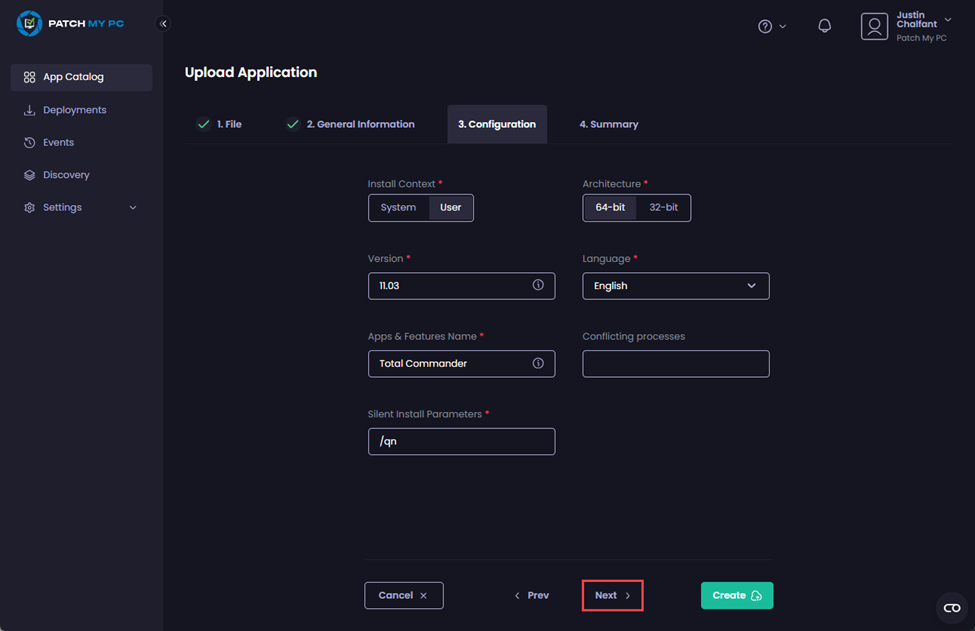 PATCH MY PC
Justin
Chalfant
Patch My PC
App Catalog
Deployments
Events
Discovery
Settings
Upload Application
1. File
2. General Information
3. Configuration
4. Summary
Install Context *
System
User
Architecture *
64-bit
32-bit
Version *
11.03
Language *
English
Apps & Features Name *
Total Commander
Conflicting processes
Silent Install Parameters *
/qn
Cancel
Prev
Next
Create